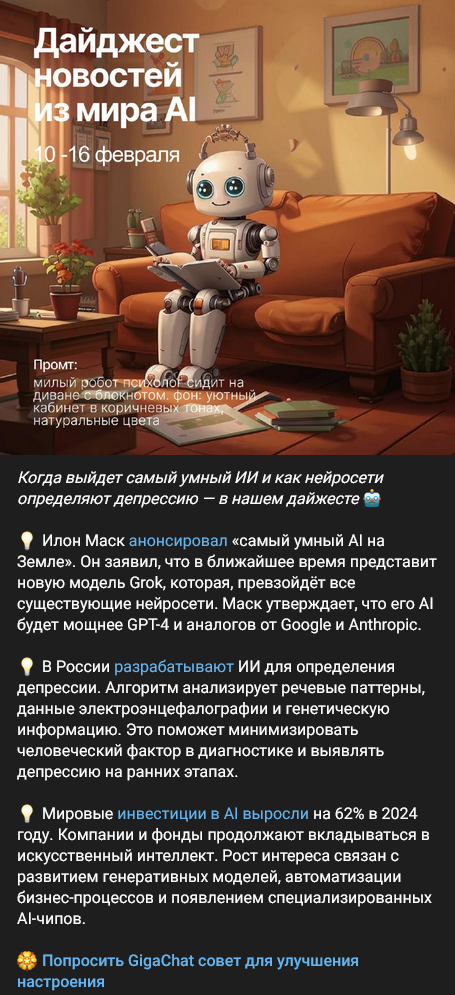 Дайджест
новостей
из мира AI
10 -16 февраля
Промт:
милый робот психолог сидит на
диване с блокнотом. фон: уютный
кабинет в коричневых тонах,
натуральные цвета
Когда выйдет самый умный ИИ и как нейросети
определяют депрессию — в нашем дайджесте 🤖
💡 Илон Маск анонсировал «самый умный AI на
Земле». Он заявил, что в ближайшее время представит
новую модель Grok, которая, превзойдёт все
существующие нейросети. Маск утверждает, что его AI
будет мощнее GPT-4 и аналогов от Google и Anthropic.
💡 В России разрабатывают ИИ для определения
депрессии. Алгоритм анализирует речевые паттерны,
данные электроэнцефалографии и генетическую
информацию. Это поможет минимизировать
человеческий фактор в диагностике и выявлять
депрессию на ранних этапах.
💡 Мировые инвестиции в AI выросли на 62% в 2024
году. Компании и фонды продолжают вкладываться в
искусственный интеллект. Рост интереса связан с
развитием генеративных моделей, автоматизации
бизнес-процессов и появлением специализированных
AI-чипов.
🏵 Попросить GigaChat совет для улучшения
настроения